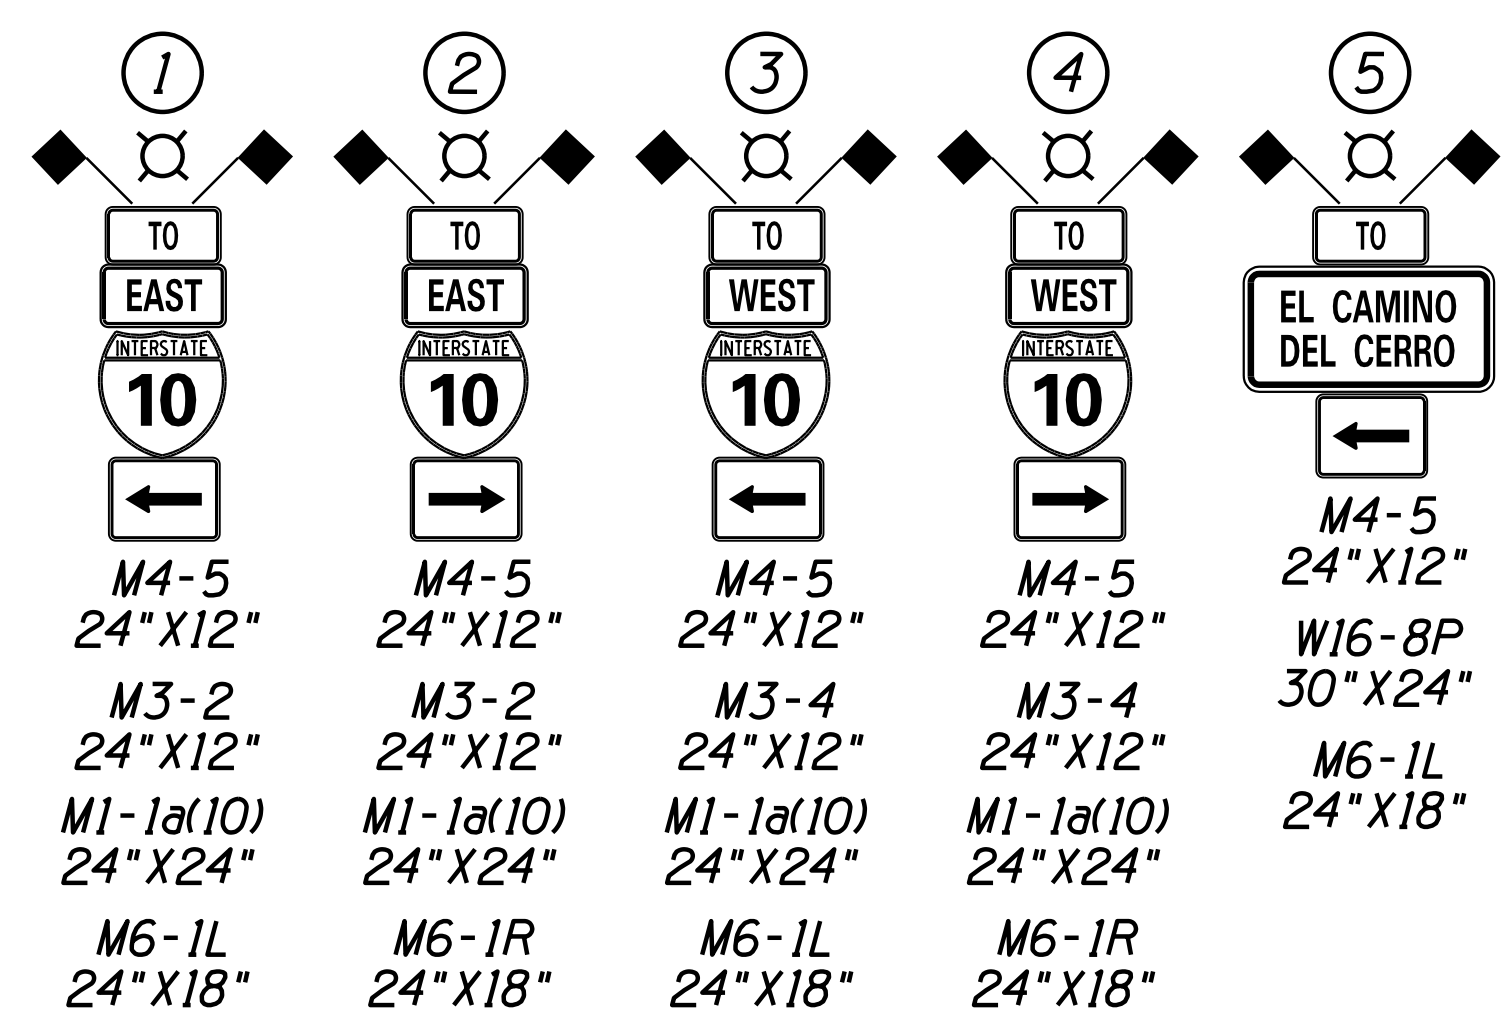 1
TO
EAST
INTERSTATE
10
M4-5
24"X12"
M3-2
24"X12"
M1-1a(10)
24"X24"
M6-1L
24"X18"
2
TO
EAST
INTERSTATE
10
M4-5
24"X12"
M3-2
24"X12"
M1-1a(10)
24"X24"
M6-1R
24"X18"
3
TO
WEST
INTERSTATE
10
M4-5
24"X12"
M3-4
24"X12"
M1-1a(10)
24"X24"
M6-1L
24"X18"
4
TO
WEST
INTERSTATE
10
M4-5
24"X12"
M3-4
24"X12"
M1-1a(10)
24"X24"
M6-1R
24"X18"
5
TO
EL CAMINO
DEL CERRO
M4-5
24"X12"
W16-8P
30"X24"
M6-1L
24"X18"